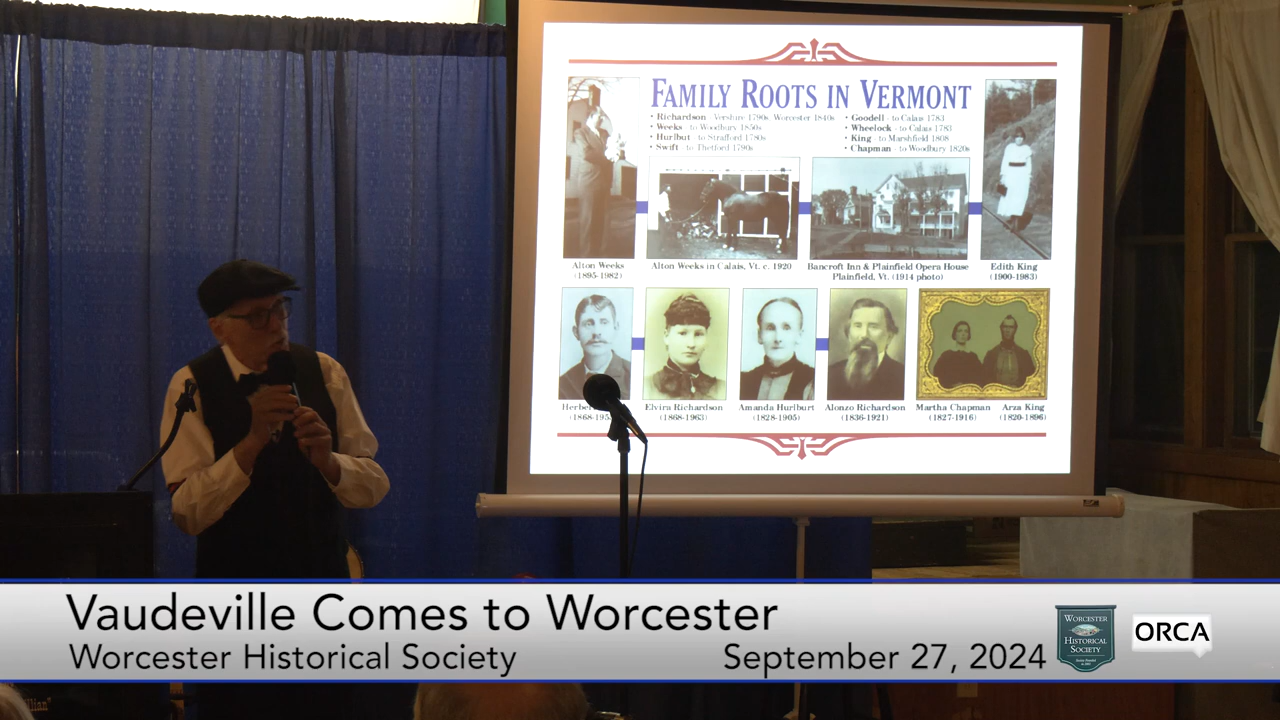 FAMILY ROOTS IN VERMONT
• Richardson - Vershire 1790s, Worcester 1840s
• Weeks - to Woodbury 1850s
• Hurlbut - to Strafford 1780s
• Swift - to Thetford 1790s
• Goodell - to Calais 1783
• Wheelock - to Calais 1783
• King - to Marshfield 1808
• Chapman - to Woodbury 1820s
Alton Weeks
(1895-1982)
Alton Weeks in Calais, Vt. c. 1920
Bancroft Inn & Plainfield Opera House
Plainfield, Vt. (1914 photo)
Edith King
(1900-1983)
Elvira Richardson
(1868-1963)
Amanda Hurlburt
(1828-1905)
Alonzo Richardson
(1836-1921)
Martha Chapman
(1827-1916)
Arza King
(1820-1896)
Vaudeville Comes to Worcester
Worcester Historical Society
September 27, 2024
WORCESTER
HISTORICAL
SOCIETY
ORCA